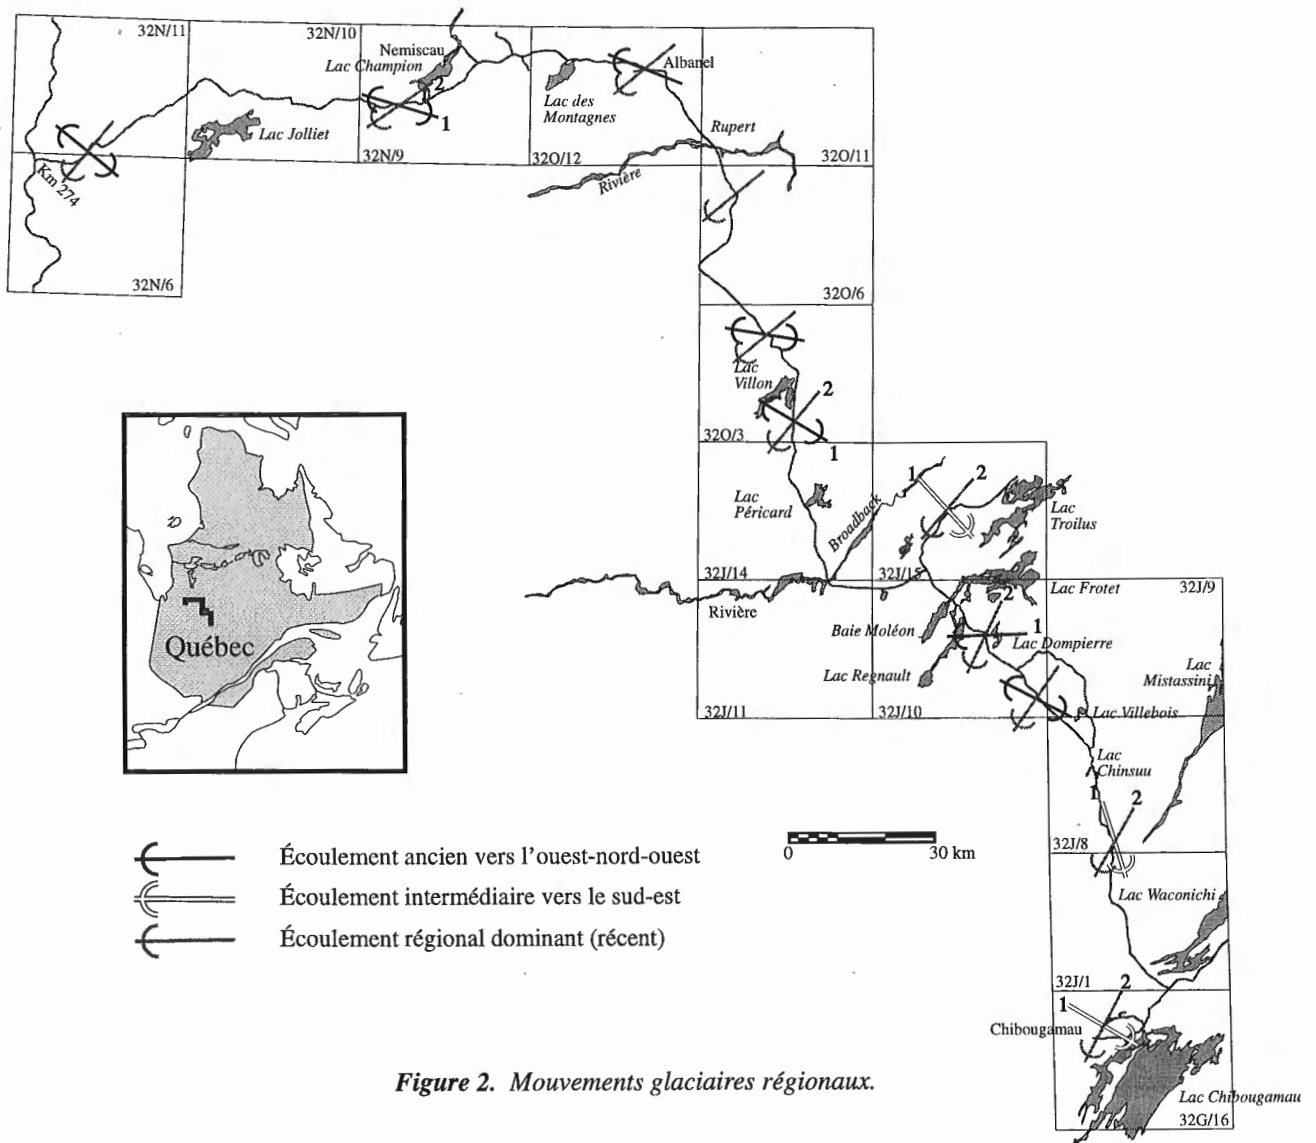 32N/11
32N/10
Nemiscau
Lac Champion
2
1
Albanel
Lac des
Montagnes
Lac Jolliet
Rupert
32N/9
32O/12
32O/11
Rivière
Km 274
32N/6
32O/6
Lac
Villon
2
1
32O/3
1
2
Lac
Péricard
Broadback
Lac
Troilus
32J/14
32J/15
Lac Frotet
32J/9
Rivière
2
Baie Moléon
1
Lac Dompierre
Lac Regnault
Lac
Mistassini
32J/11
32J/10
Lac Villebois
Lac
Chinsuu
1
2
Québec
32J/8
0
30 km
Écoulement ancien vers l'ouest-nord-ouest
Écoulement intermédiaire vers le sud-est
Écoulement régional dominant (récent)
Lac Waconichi
32J/1
2
1
Chibougamau
Lac Chibougamau
32G/16
Figure 2. Mouvements glaciaires régionaux.